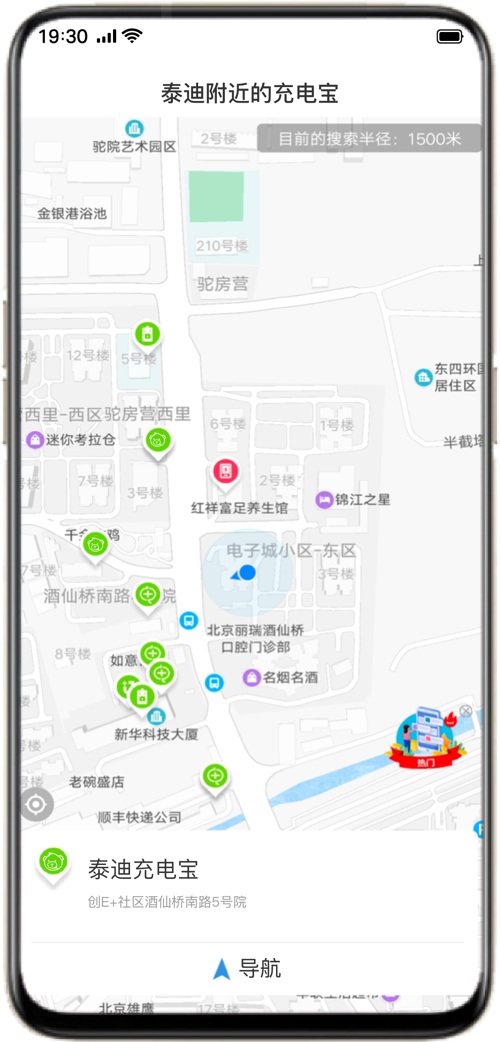 19:30
泰迪附近的充电宝
目前的搜索半径：1500米
2号楼
驼院艺术园区
金银港浴池
210号楼
驼房营
上
12号楼
5号楼
东四环国
居住区
西里-西区
驼房营西里
迷你考拉仓
6号楼
1号楼
半截塔
7号楼
3号楼
2号楼
红祥富足养生馆
锦江之星
电子城小区-东区
7号楼
3号楼
酒仙桥南路
院
北京丽瑞酒仙桥
口腔门诊部
8号楼
如意
名烟名酒
新华科技大厦
热门
老碗盛店
顺丰快递公司
泰迪充电宝
创E+社区酒仙桥南路5号院
导航
北京雄鹰
17号楼